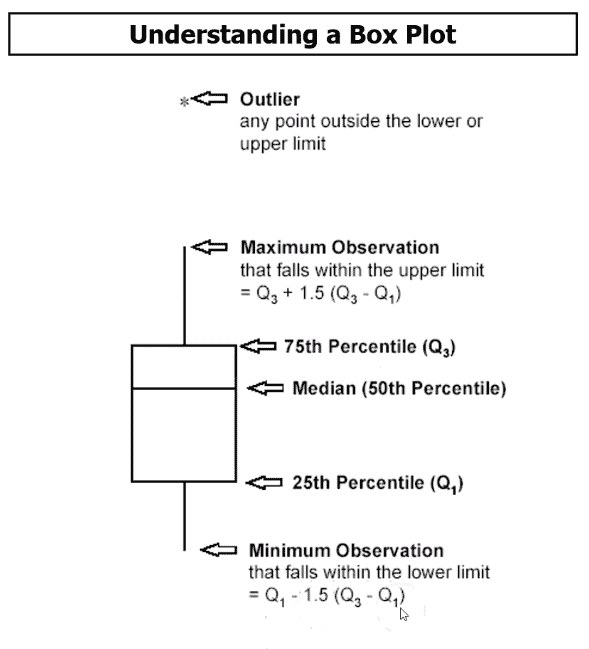 Understanding a Box Plot
Outlier
any point outside the lower or
upper limit
Maximum Observation
that falls within the upper limit
= Q₃ + 1.5 (Q₃ - Q₁)
75th Percentile (Q₃)
Median (50th Percentile)
25th Percentile (Q₁)
Minimum Observation
that falls within the lower limit
= Q₁ - 1.5 (Q₃ - Q₁)